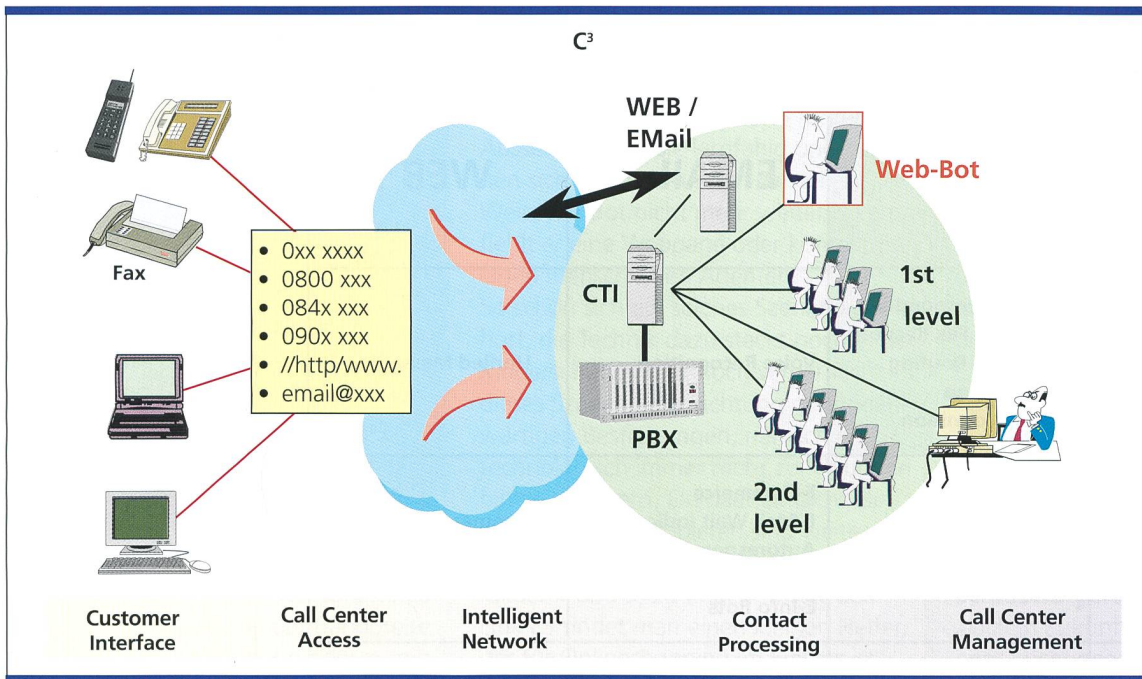 C³
WEB /
EMail
Web-Bot
Fax
• 0xx xxxx
• 0800 xxx
• 084x xxx
• 090x xxx
• //http/www.
• email@xxx
CTI
1st
level
PBX
2nd
level
Customer
Interface
Call Center
Access
Intelligent
Network
Contact
Processing
Call Center
Management